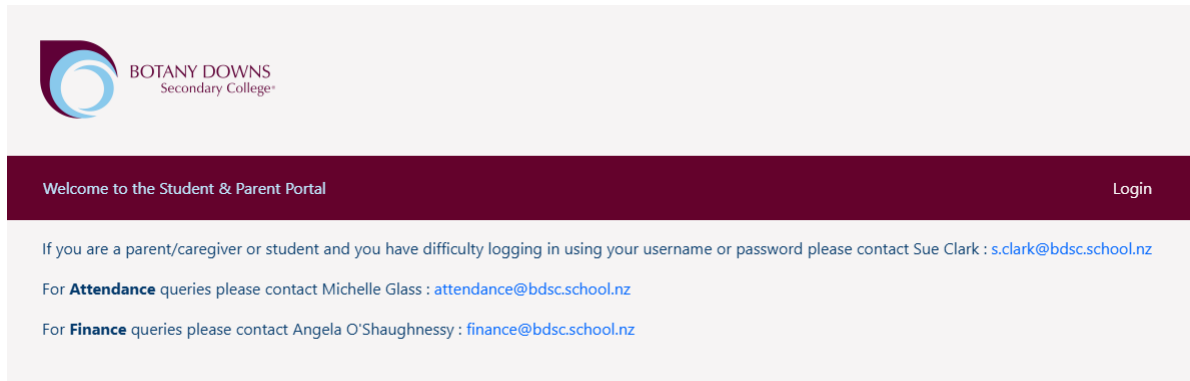 BOTANY DOWNS
Secondary College®
Welcome to the Student & Parent Portal
Login
If you are a parent/caregiver or student and you have difficulty logging in using your username or password please contact Sue Clark : s.clark@bdsc.school.nz
For Attendance queries please contact Michelle Glass : attendance@bdsc.school.nz
For Finance queries please contact Angela O'Shaughnessy : finance@bdsc.school.nz